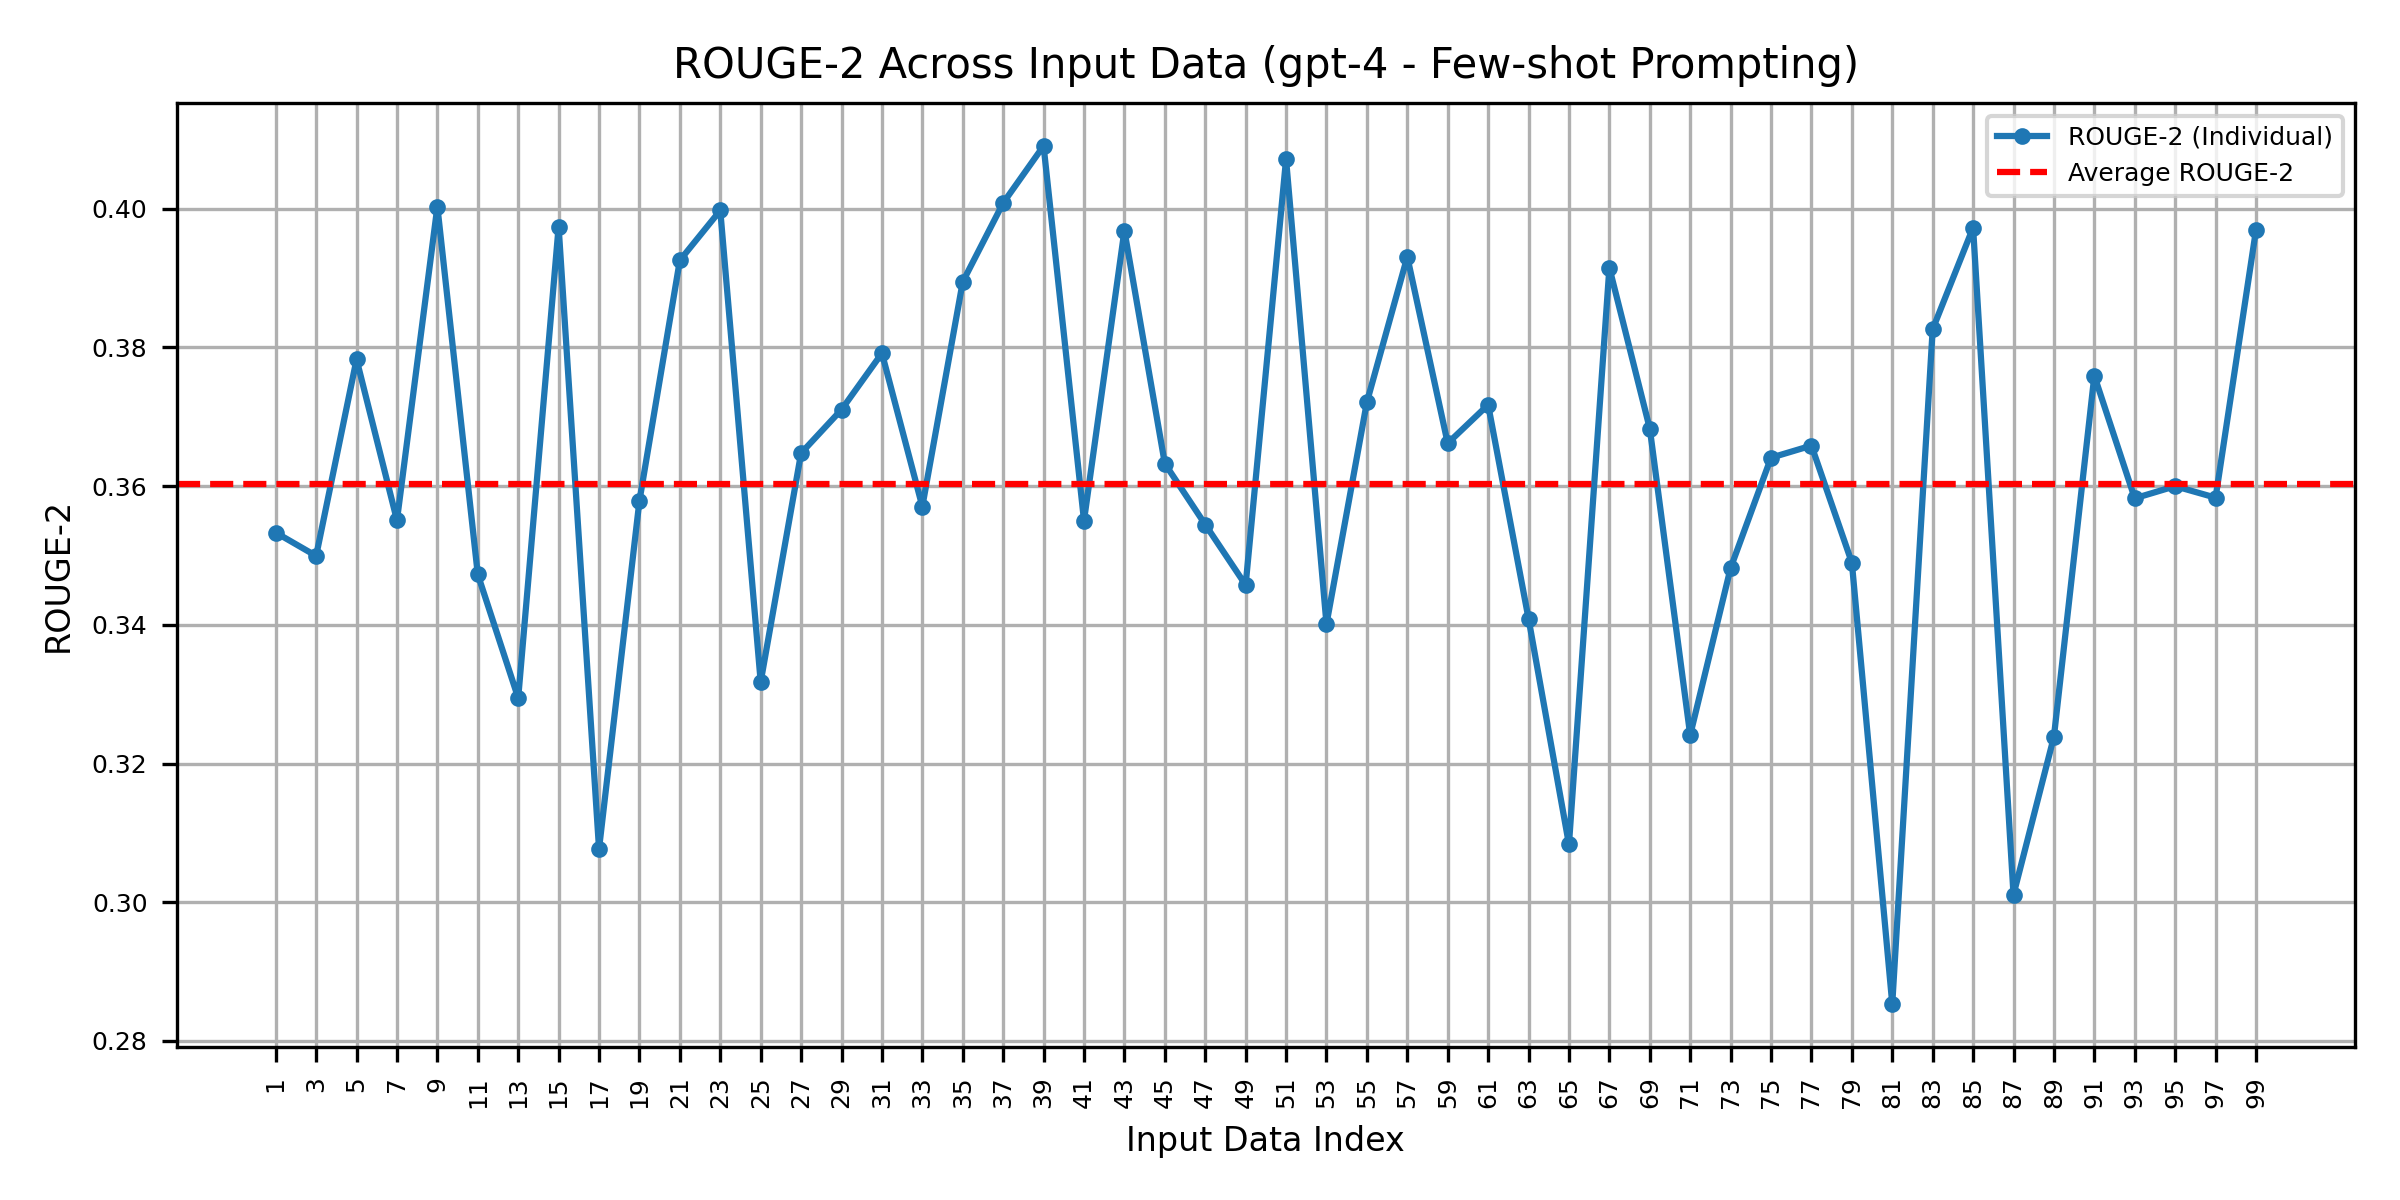 ROUGE-2 Across Input Data (gpt-4 - Few-shot Prompting)
ROUGE-2 (Individual)
Average ROUGE-2
0.40
0.38
0.36
0.34
0.32
0.30
0.28
ROUGE-2
1 3 5 7 9 11 13 15 17 19 21 23 25 27 29 31 33 35 37 39 41 43 45 47 49 51 53 55 57 59 61 63 65 67 69 71 73 75 77 79 81 83 85 87 89 91 93 95 97 99
Input Data Index